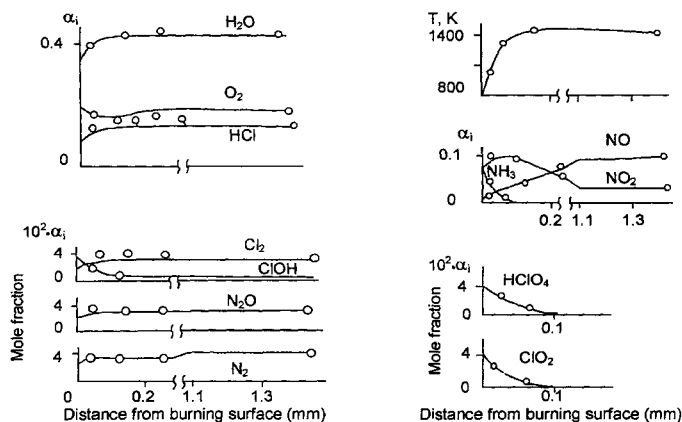 αᵢ
H₂O
0.4
O₂
HCl
0
10²·αᵢ
4
0
Cl₂
ClOH
4
0
N₂O
4
N₂
0
0.2
1.1
1.3
Mole fraction
Distance from burning surface (mm)
T, K
1400
800
αᵢ
0.1
0
NH₃
NO
NO₂
0.2
1.1
1.3
10²·αᵢ
4
0
HClO₄
0.1
4
0
ClO₂
0.1
Mole fraction
Distance from burning surface (mm)